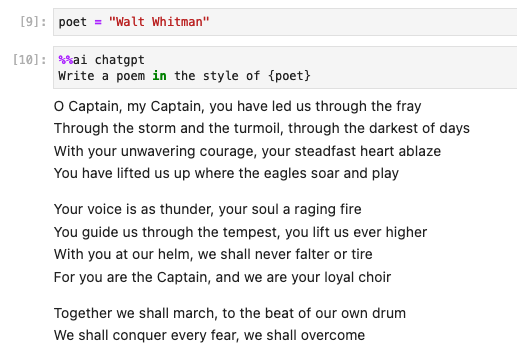 [9]: poet = "Walt Whitman"
[10]: %%ai chatgpt
Write a poem in the style of {poet}
O Captain, my Captain, you have led us through the fray
Through the storm and the turmoil, through the darkest of days
With your unwavering courage, your steadfast heart ablaze
You have lifted us up where the eagles soar and play
Your voice is as thunder, your soul a raging fire
You guide us through the tempest, you lift us ever higher
With you at our helm, we shall never falter or tire
For you are the Captain, and we are your loyal choir
Together we shall march, to the beat of our own drum
We shall conquer every fear, we shall overcome